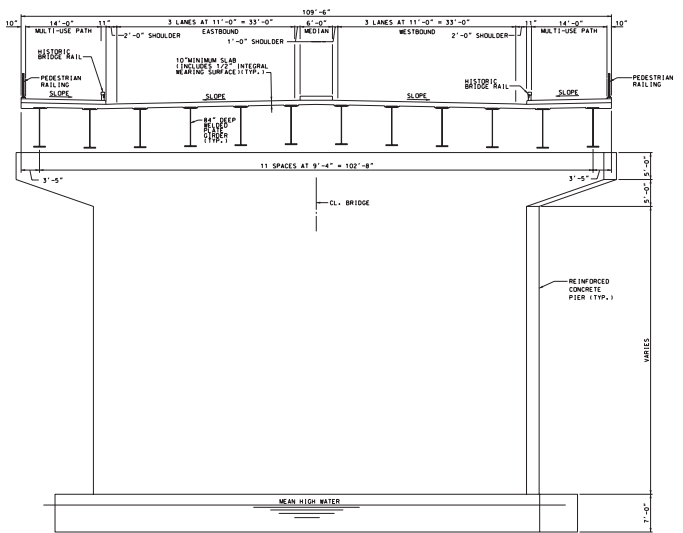 109'-6"
10" 14'-0" 11" 3 LANES AT 11'-0" = 33'-0" 6'-0" 3 LANES AT 11'-0" = 33'-0" 11" 14'-0" 10"
MULTI-USE PATH EASTBOUND MEDIAN WESTBOUND MULTI-USE PATH
2'-0" SHOULDER 2'-0" SHOULDER
1'-0" SHOULDER
HISTORIC
BRIDGE RAIL
10"MINIMUM SLAB
(INCLUDES 1/2" INTEGRAL
WEARING SURFACE)(TYP.)
PEDESTRIAN
RAILING
HISTORIC
BRIDGE RAIL
PEDESTRIAN
RAILING
SLOPE SLOPE SLOPE SLOPE
84" DEEP
WELDED
PLATE
GIRDER
(TYP.)
11 SPACES AT 9'-4" = 102'-8"
3'-5" 3'-5"
5'-0"
5'-0"
CL. BRIDGE
REINFORCED
CONCRETE
PIER (TYP.)
VARIES
MEAN HIGH WATER
7'-0"